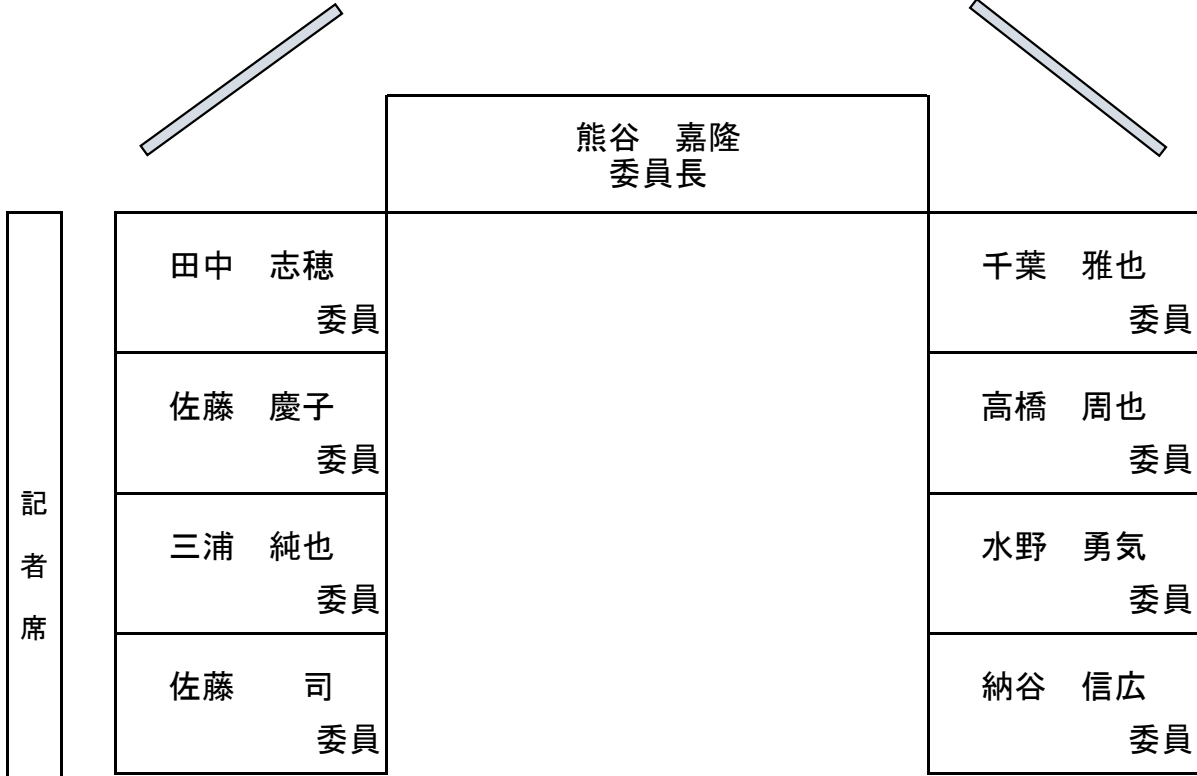 熊谷　嘉隆
委員長
田中　志穂
委員
千葉　雅也
委員
佐藤　慶子
委員
高橋　周也
委員
三浦　純也
委員
水野　勇気
委員
佐藤　　司
委員
納谷　信広
委員
記者席